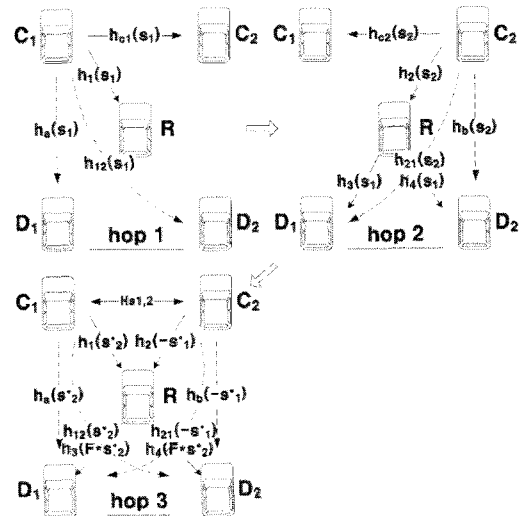 C1 hc1(s1) C2 C1 hc2(s2) C2
h1(s1) h2(s2)
ha(s1) R R hb(s2)
h12(s1) h21(s2)
h3(s1) h4(s1)
D1 hop 1 D2 D1 hop 2 D2
C1 Hs1,2 C2
h1(s*2) h2(-s*1)
ha(s*2) R hb(-s*1)
h12(s*2) h21(-s*1)
h3(F*s*2) h4(F*s*2)
D1 hop 3 D2